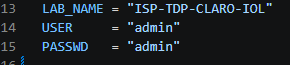 13 LAB_NAME = "ISP-TDP-CLARO-IOL"
14 USER = "admin"
15 PASSWD = "admin"